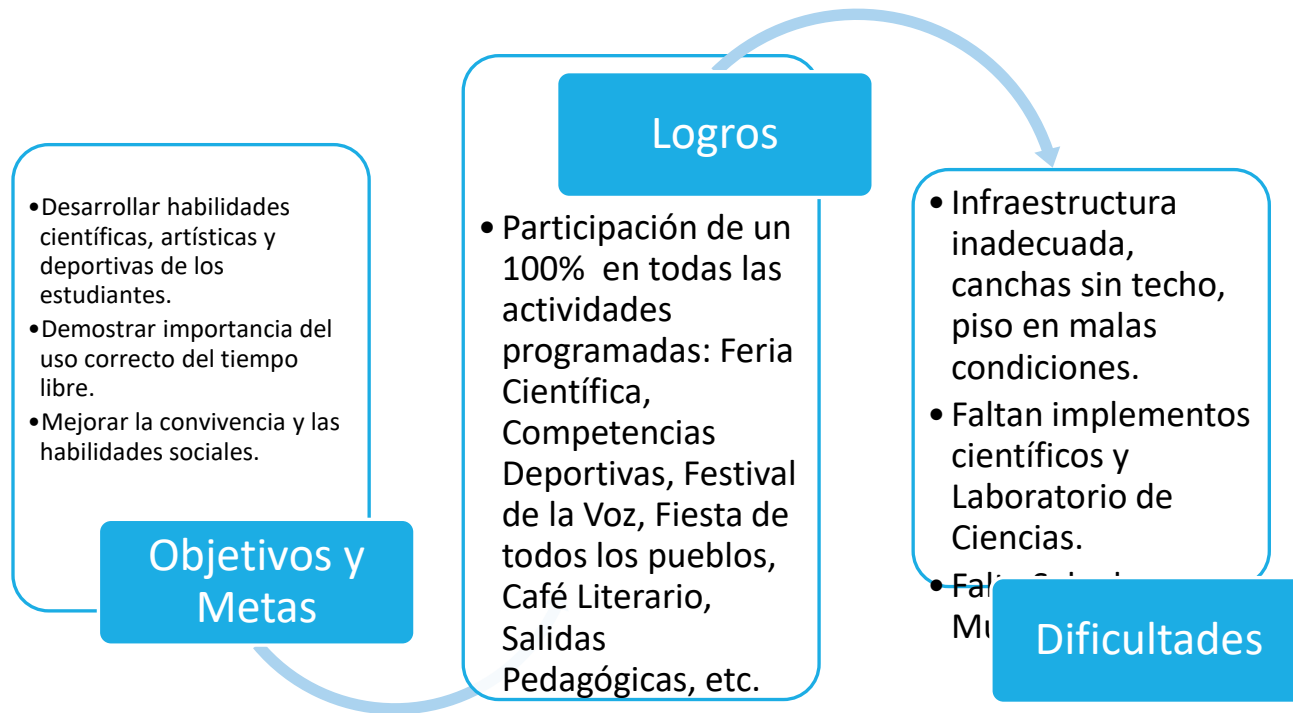 •Desarrollar habilidades
científicas, artísticas y
deportivas de los
estudiantes.
•Demostrar importancia del
uso correcto del tiempo
libre.
•Mejorar la convivencia y las
habilidades sociales.
Objetivos y
Metas
Logros
• Participación de un
100% en todas las
actividades
programadas: Feria
Científica,
Competencias
Deportivas, Festival
de la Voz, Fiesta de
todos los pueblos,
Café Literario,
Salidas
Pedagógicas, etc.
• Infraestructura
inadecuada,
canchas sin techo,
piso en malas
condiciones.
• Faltan implementos
científicos y
Laboratorio de
Ciencias.
Dificultades